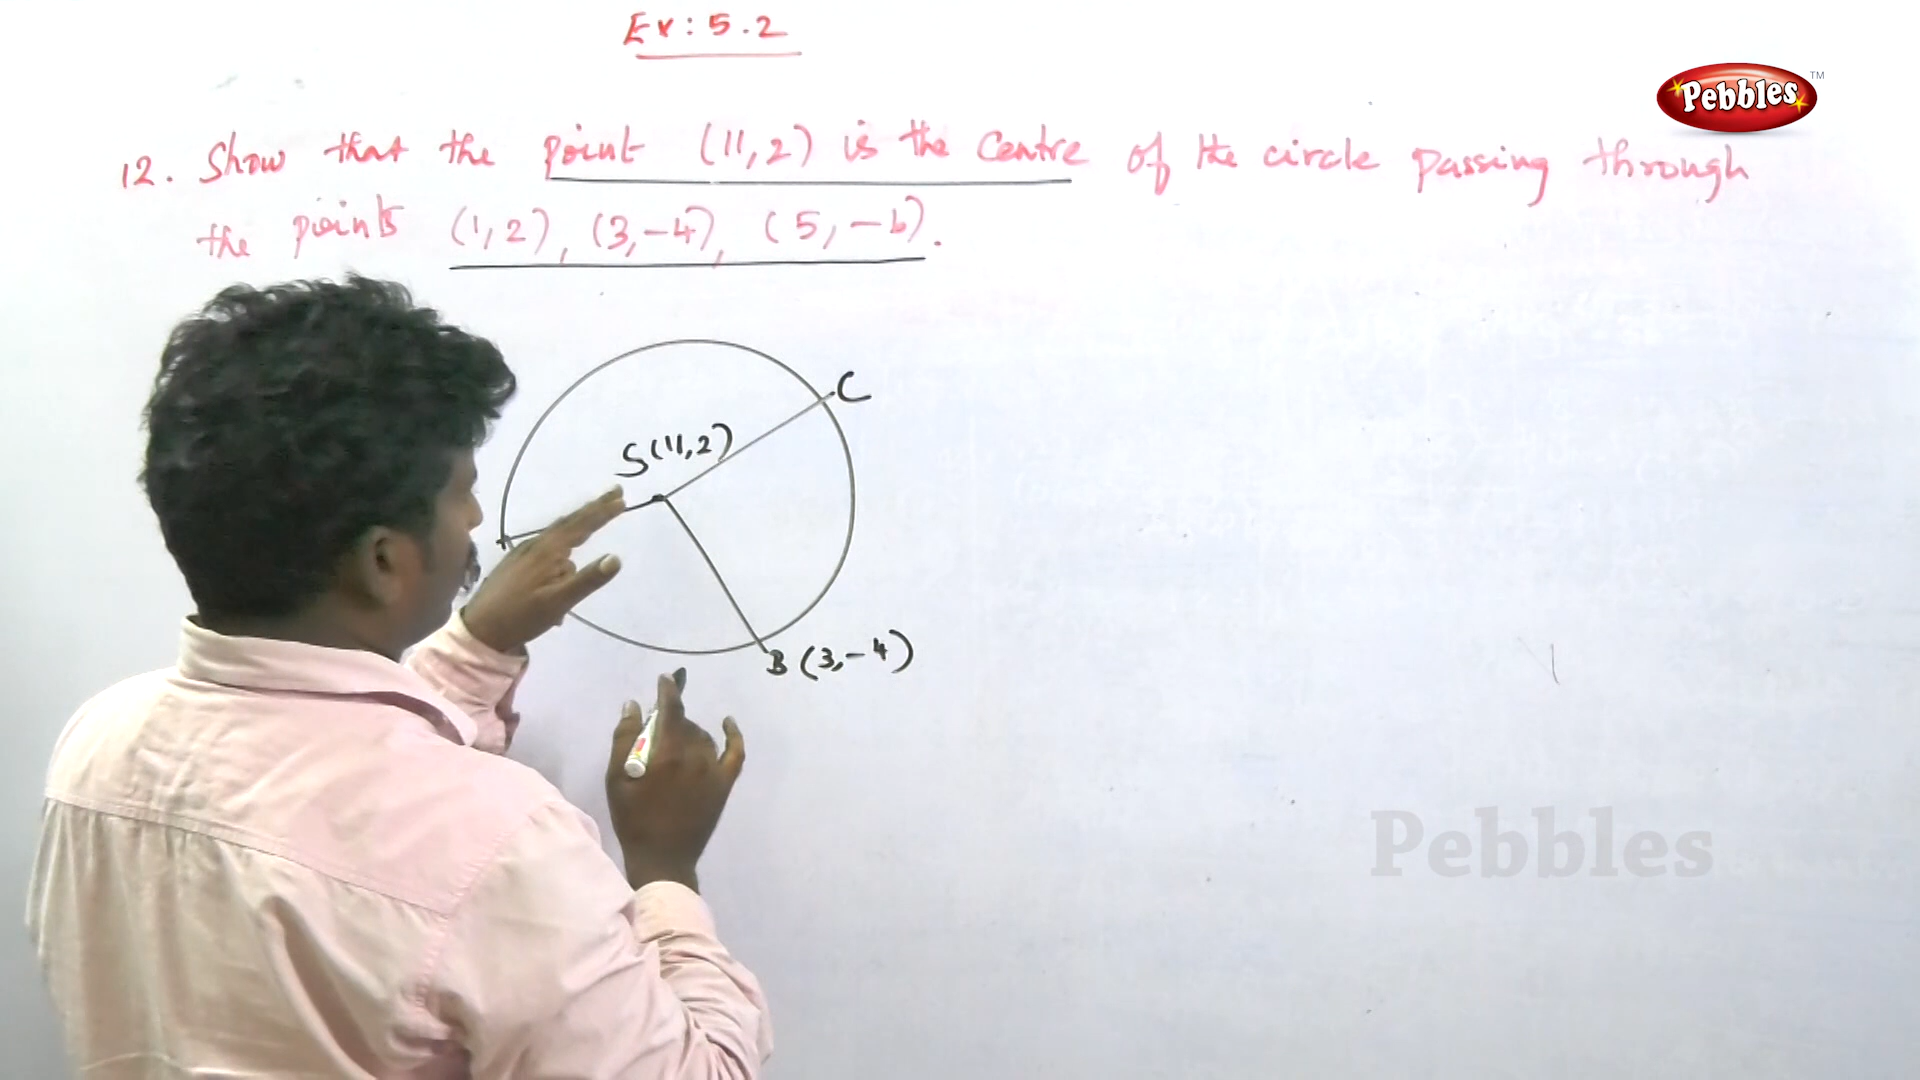 Ex: 5.2
Pebbles TM
12. Show that the point (11,2) is the centre of the circle passing through
the points (1,2), (3,-4), (5,-6).
C
S(11,2)
B (3,-4)
Pebbles